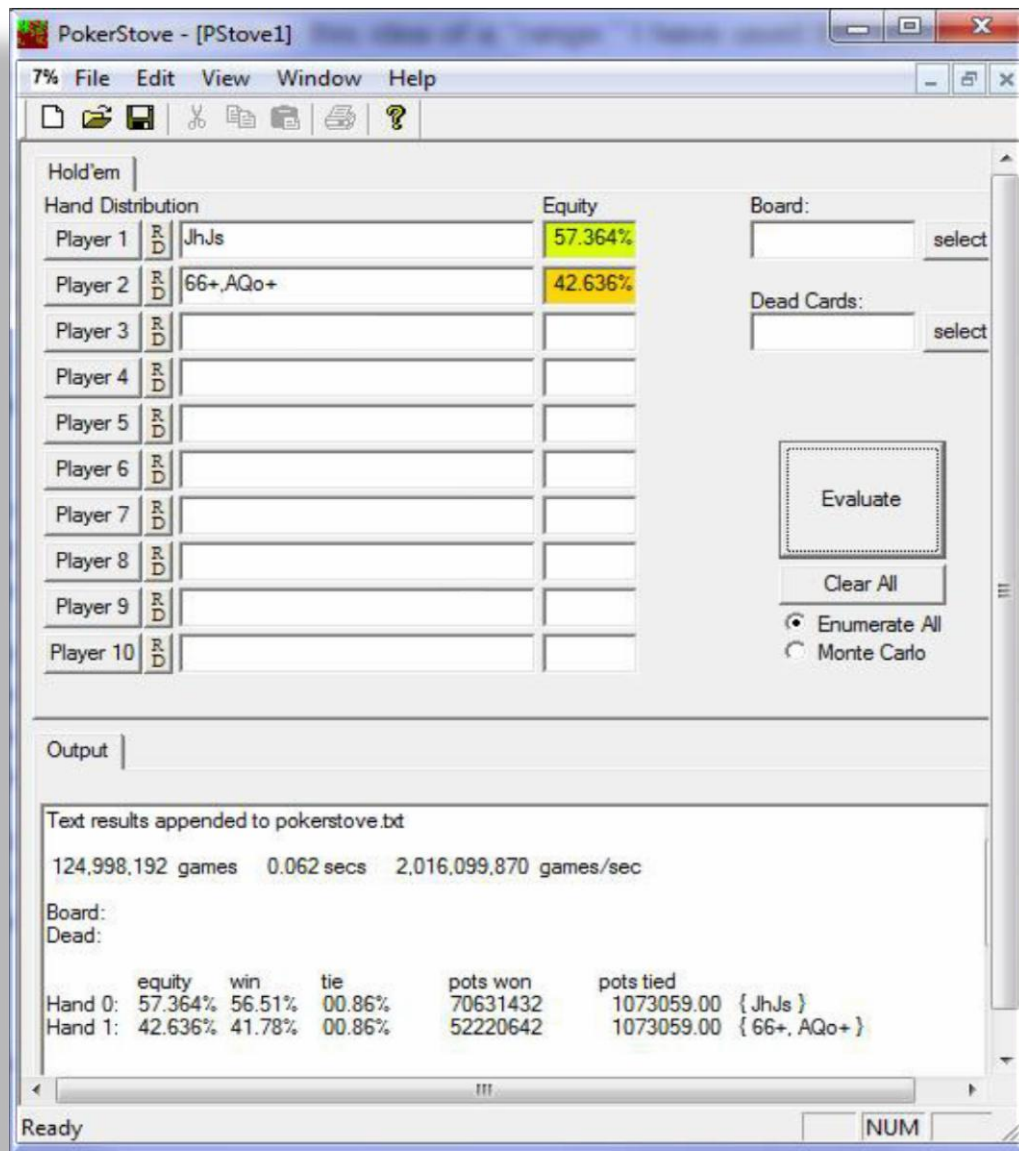 PokerStove - [PStove1]
7% File Edit View Window Help
Hold'em
Hand Distribution Equity Board:
Player 1 R D JhJs 57.364% select
Player 2 R D 66+,AQo+ 42.636%
Dead Cards:
Player 3 R D select
Player 4 R D
Player 5 R D
Player 6 R D
Player 7 R D
Evaluate
Player 8 R D
Clear All
Player 9 R D
Enumerate All
Player 10 R D Monte Carlo
Output
Text results appended to pokerstove.txt
124,998,192 games 0.062 secs 2,016,099,870 games/sec
Board:
Dead:
equity win tie pots won pots tied
Hand 0: 57.364% 56.51% 00.86% 70631432 1073059.00 { JhJs }
Hand 1: 42.636% 41.78% 00.86% 52220642 1073059.00 { 66+, AQo+ }
Ready NUM